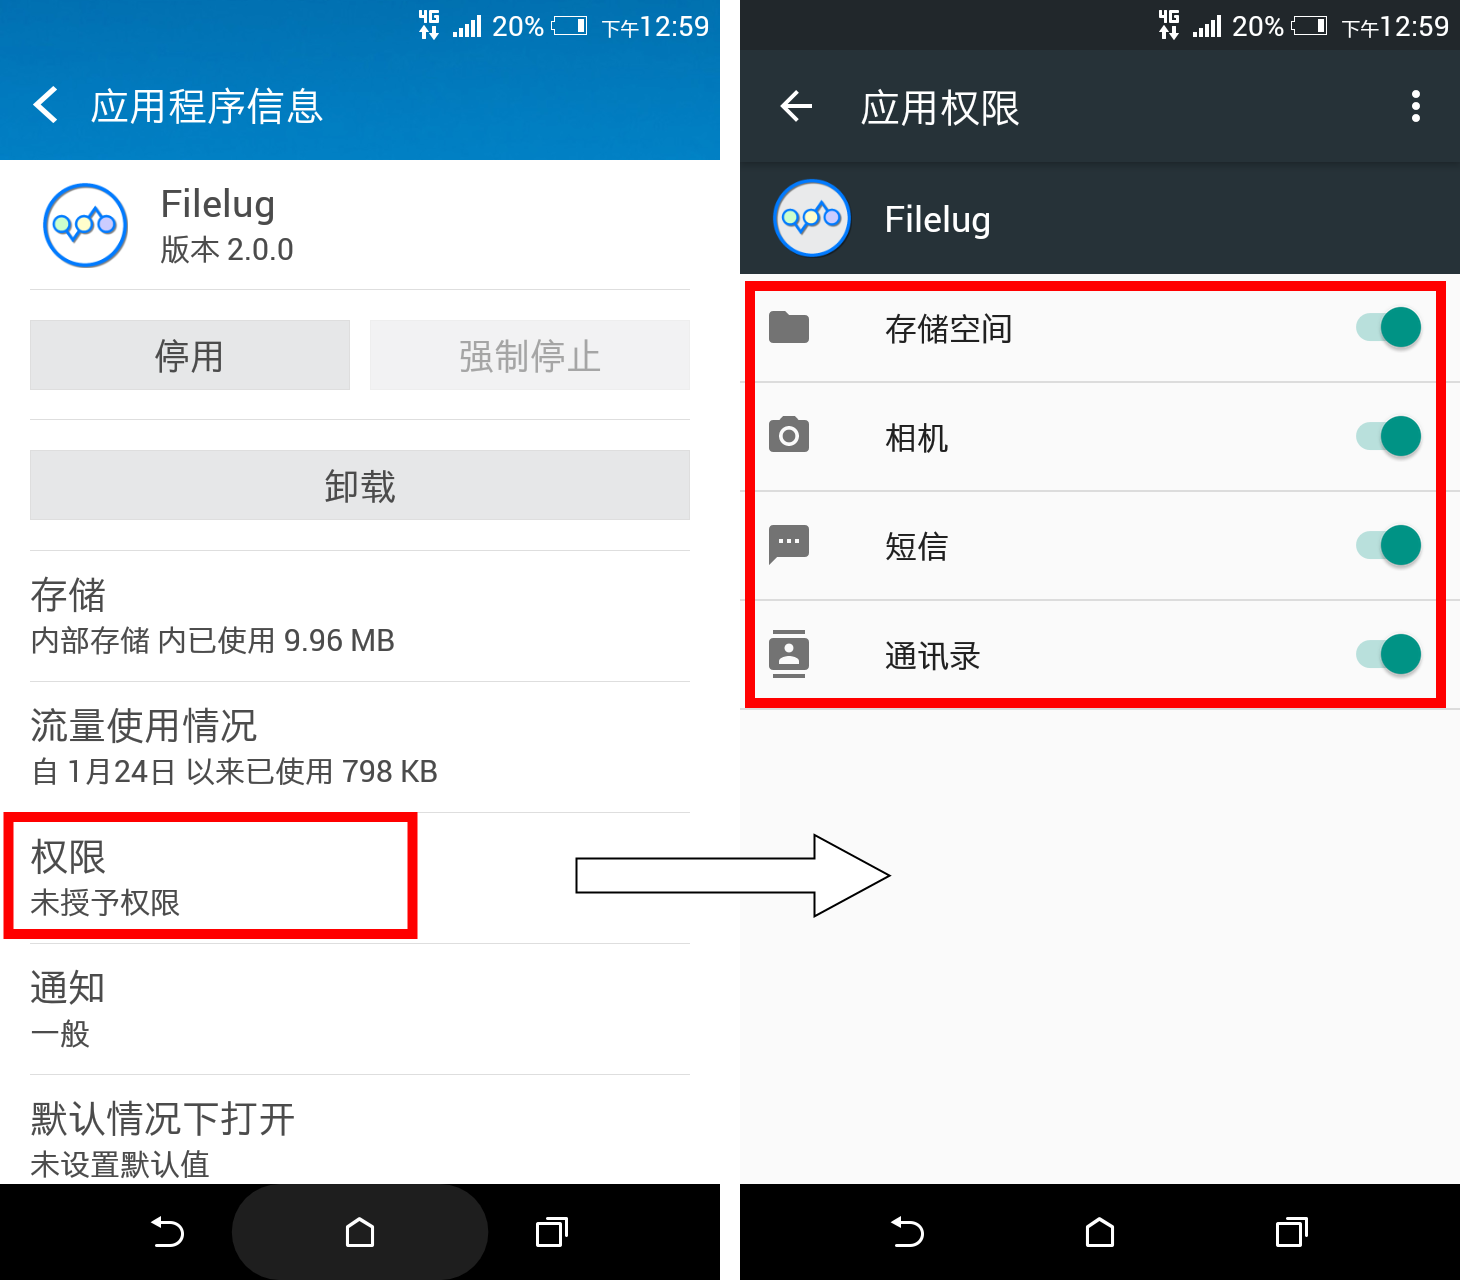 4G 20% 下午12:59
应用程序信息
Filelug
版本 2.0.0
停用
强制停止
卸载
存储
内部存储 内已使用 9.96 MB
流量使用情况
自 1月24日 以来已使用 798 KB
权限
未授予权限
通知
一般
默认情况下打开
未设置默认值
4G 20% 下午12:59
应用权限
Filelug
存储空间
相机
短信
通讯录